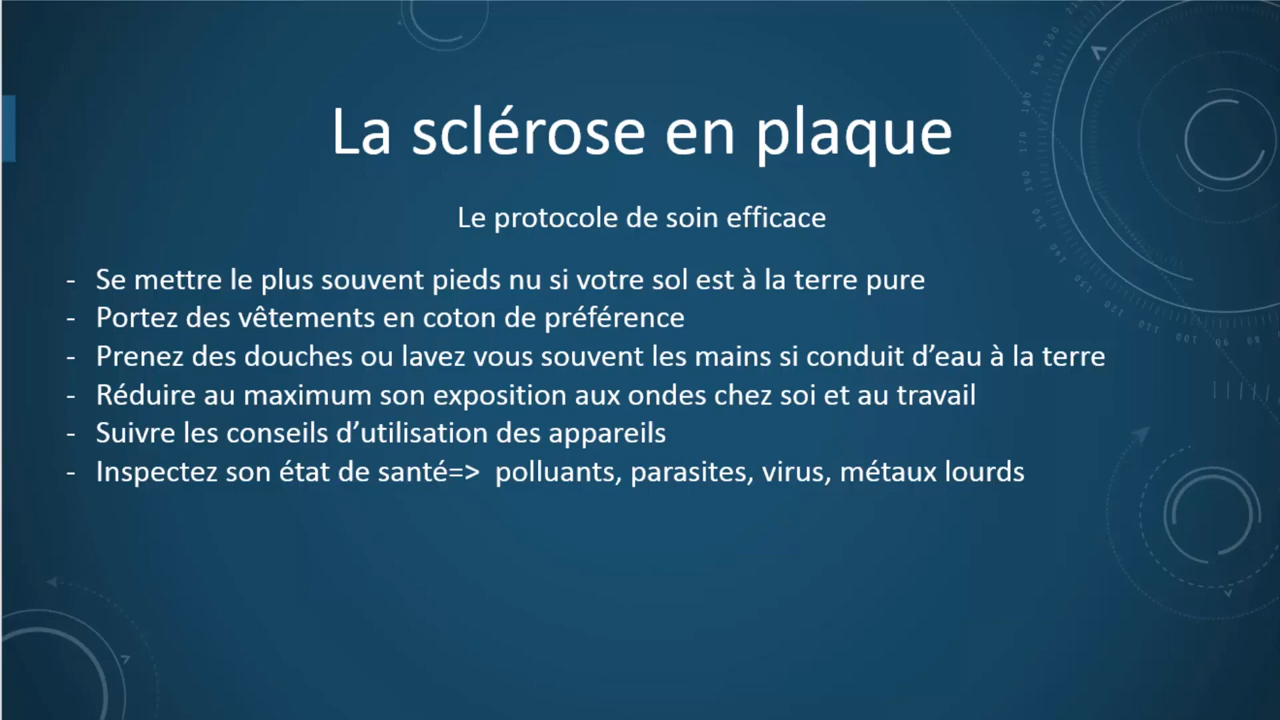 La sclérose en plaque
Le protocole de soin efficace
- Se mettre le plus souvent pieds nu si votre sol est à la terre pure
- Portez des vêtements en coton de préférence
- Prenez des douches ou lavez vous souvent les mains si conduit d’eau à la terre
- Réduire au maximum son exposition aux ondes chez soi et au travail
- Suivre les conseils d’utilisation des appareils
- Inspectez son état de santé=> polluants, parasites, virus, métaux lourds